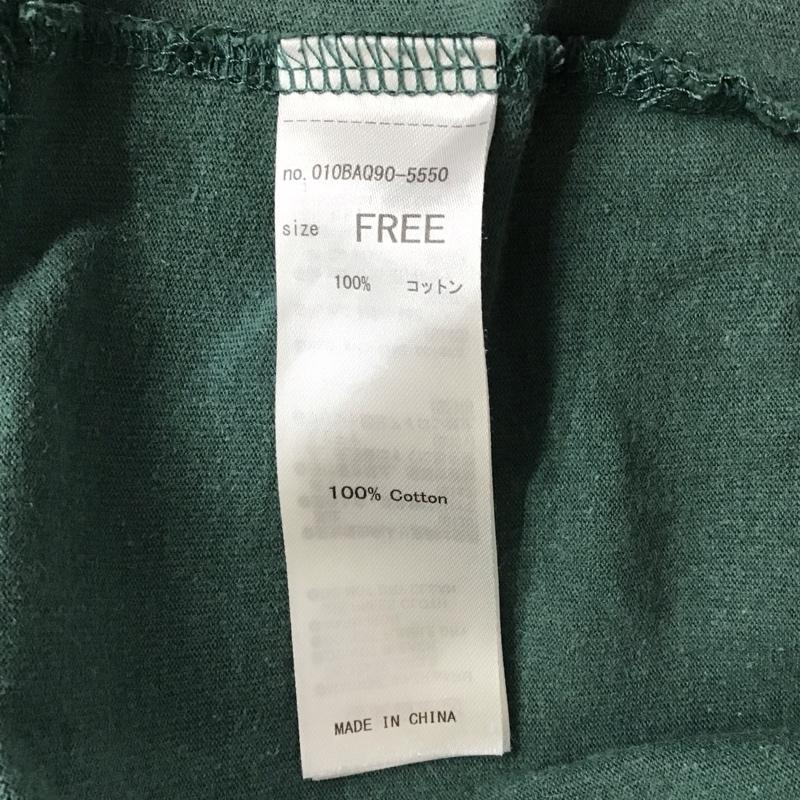 no. 010BAQ90-5550
size FREE
100% コットン
100% Cotton
MADE IN CHINA